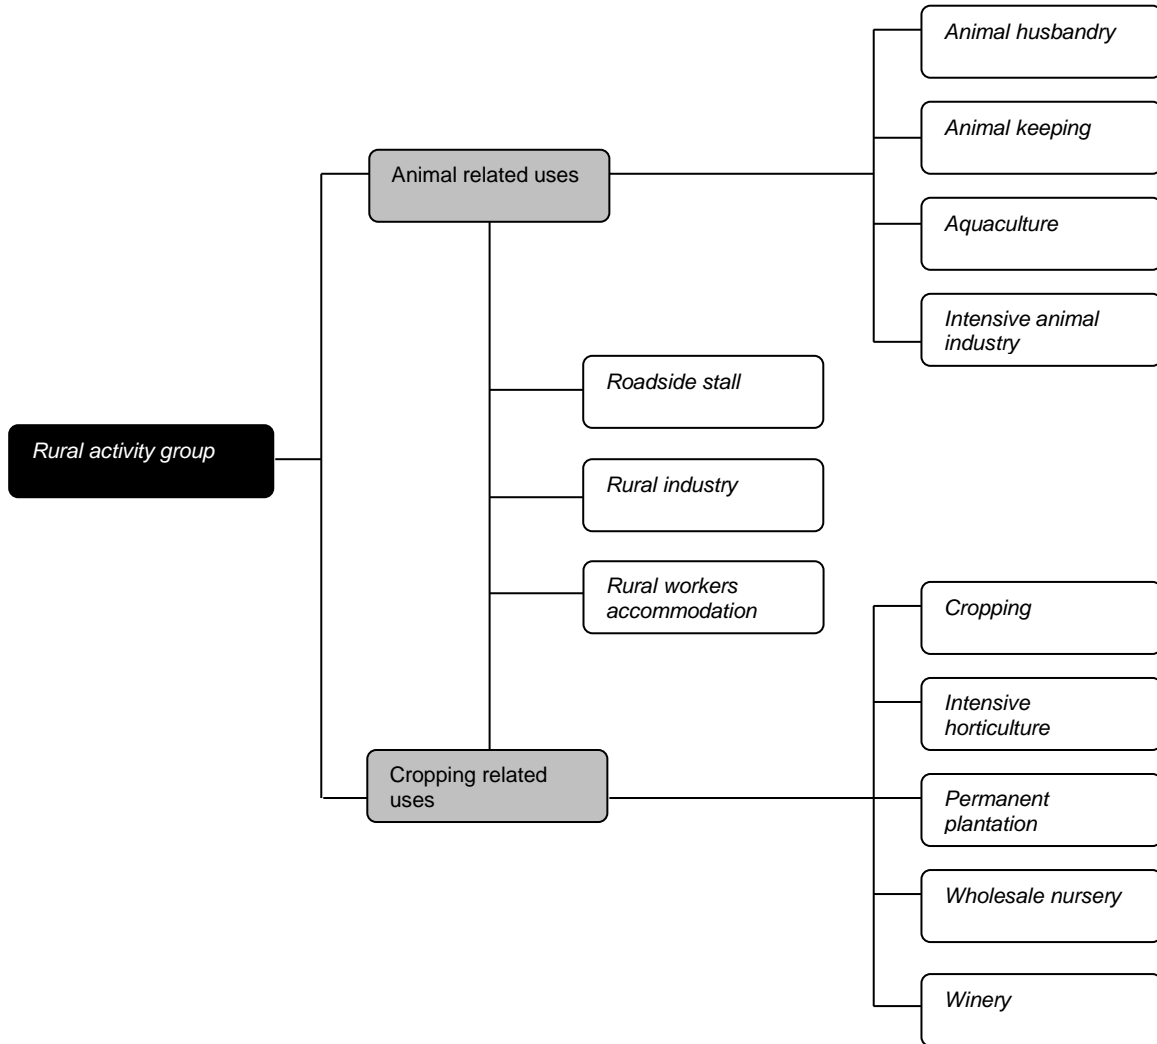 Animal husbandry
Animal keeping
Animal related uses
Aquaculture
Intensive animal
industry
Roadside stall
Rural activity group
Rural industry
Rural workers
accommodation
Cropping
Intensive
horticulture
Cropping related
uses
Permanent
plantation
Wholesale nursery
Winery